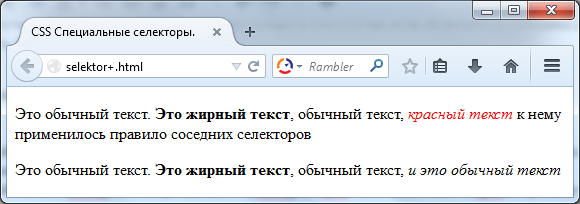 CSS Специальные селекторы.
selektor+.html
Rambler
Это обычный текст. Это жирный текст, обычный текст, красный текст к нему
применилось правило соседних селекторов
Это обычный текст. Это жирный текст, обычный текст, и это обычный текст